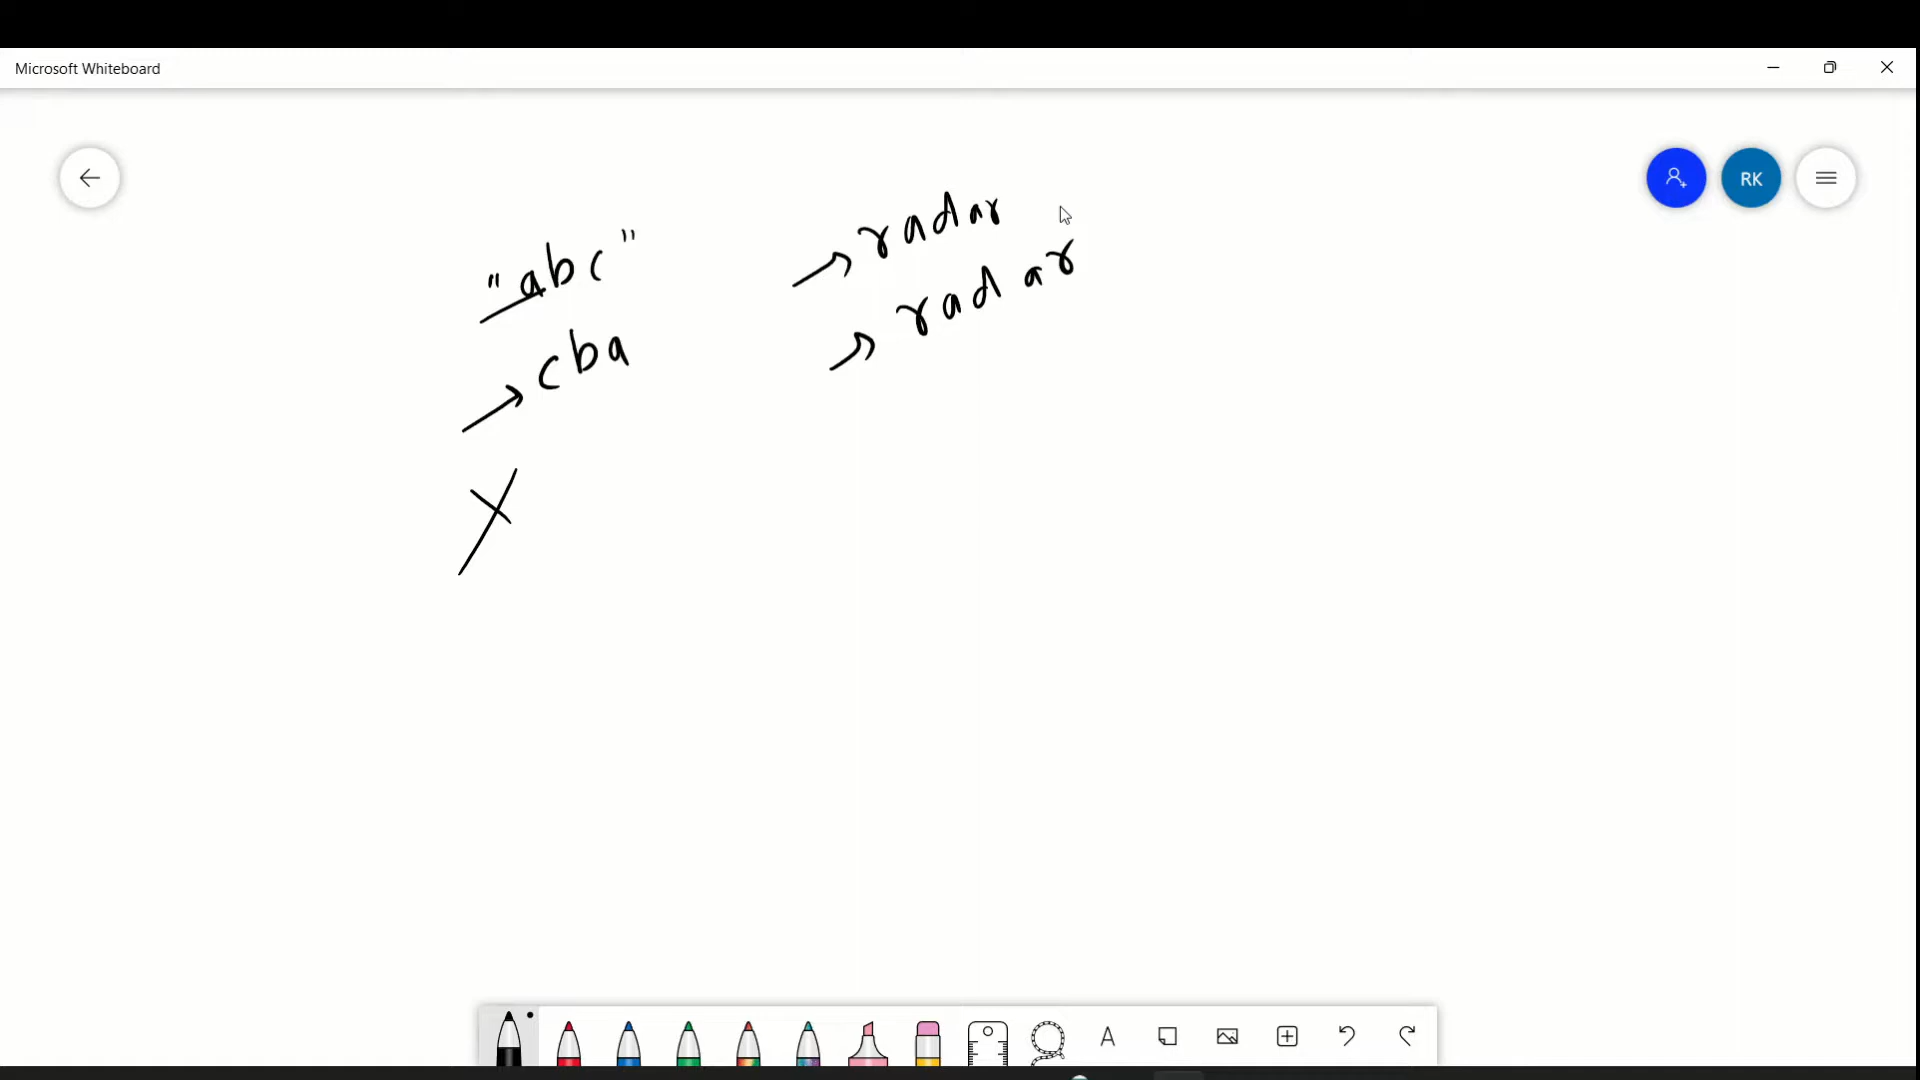 Microsoft Whiteboard
RK
"abc"
→ cba
X
→ radar
→ radar
A